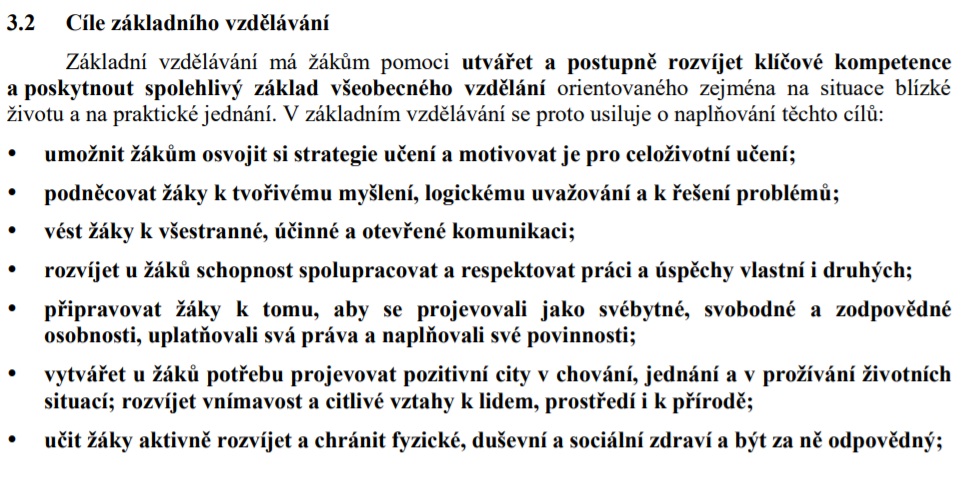 3.2 Cíle základního vzdělávání
Základní vzdělávání má žákům pomoci utvářet a postupně rozvíjet klíčové kompetence
a poskytnout spolehlivý základ všeobecného vzdělání orientovaného zejména na situace blízké
životu a na praktické jednání. V základním vzdělávání se proto usiluje o naplňování těchto cílů:
• umožnit žákům osvojit si strategie učení a motivovat je pro celoživotní učení;
• podněcovat žáky k tvořivému myšlení, logickému uvažování a k řešení problémů;
• vést žáky k všestranné, účinné a otevřené komunikaci;
• rozvíjet u žáků schopnost spolupracovat a respektovat práci a úspěchy vlastní i druhých;
• připravovat žáky k tomu, aby se projevovali jako svébytné, svobodné a zodpovědné
osobnosti, uplatňovali svá práva a naplňovali své povinnosti;
• vytvářet u žáků potřebu projevovat pozitivní city v chování, jednání a v prožívání životních
situací; rozvíjet vnímavost a citlivé vztahy k lidem, prostředí i k přírodě;
• učit žáky aktivně rozvíjet a chránit fyzické, duševní a sociální zdraví a být za ně odpovědný;